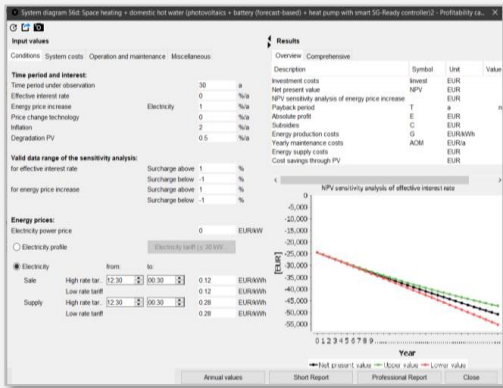 System diagram 56d: Space heating + domestic hot water (photovoltaics + battery (forecast-based) + heat pump with smart SG-Ready controller)2 - Profitability ca...
Input values
Conditions System costs Operation and maintenance Miscellaneous
Time period and interest:
Time period under observation 30 a
Effective interest rate 0 %/a
Energy price increase Electricity 1 %/a
Price change technology 0 %/a
Inflation 2 %/a
Degradation PV 0.5 %/a
Valid data range of the sensitivity analysis:
for effective interest rate Surcharge above 1 %
Surcharge below -1 %
for energy price increase Surcharge above 1 %
Surcharge below -1 %
Energy prices:
Electricity power price 0 EUR/kW
Electricity profile Electricity tariff (≤ 30 kW...
Electricity from: to:
Sale High rate tar... 12:30 00:30 0.12 EUR/kWh
Low rate tariff 0.12 EUR/kWh
Supply High rate tar... 12:30 00:30 0.28 EUR/kWh
Low rate tariff 0.28 EUR/kWh
Results
Overview Comprehensive
Description Symbol Unit Value
Investment costs Iinvest EUR
Net present value NPV EUR
NPV sensitivity analysis of energy price increase EUR
Payback period T a n
Absolute profit E EUR
Subsidies C EUR
Energy production costs G EUR/kWh
Yearly maintenance costs AOM EUR/a
Energy supply costs EUR
Cost savings through PV EUR
NPV sensitivity analysis of effective interest rate
0
-5,000
-10,000
-15,000
-20,000
-25,000
-30,000
-35,000
-40,000
-45,000
-50,000
-55,000
[EUR]
0 1 2 3 4 5 6 7 8 9
Year
Net present value Upper value Lower value
Annual values Short Report Professional Report Close